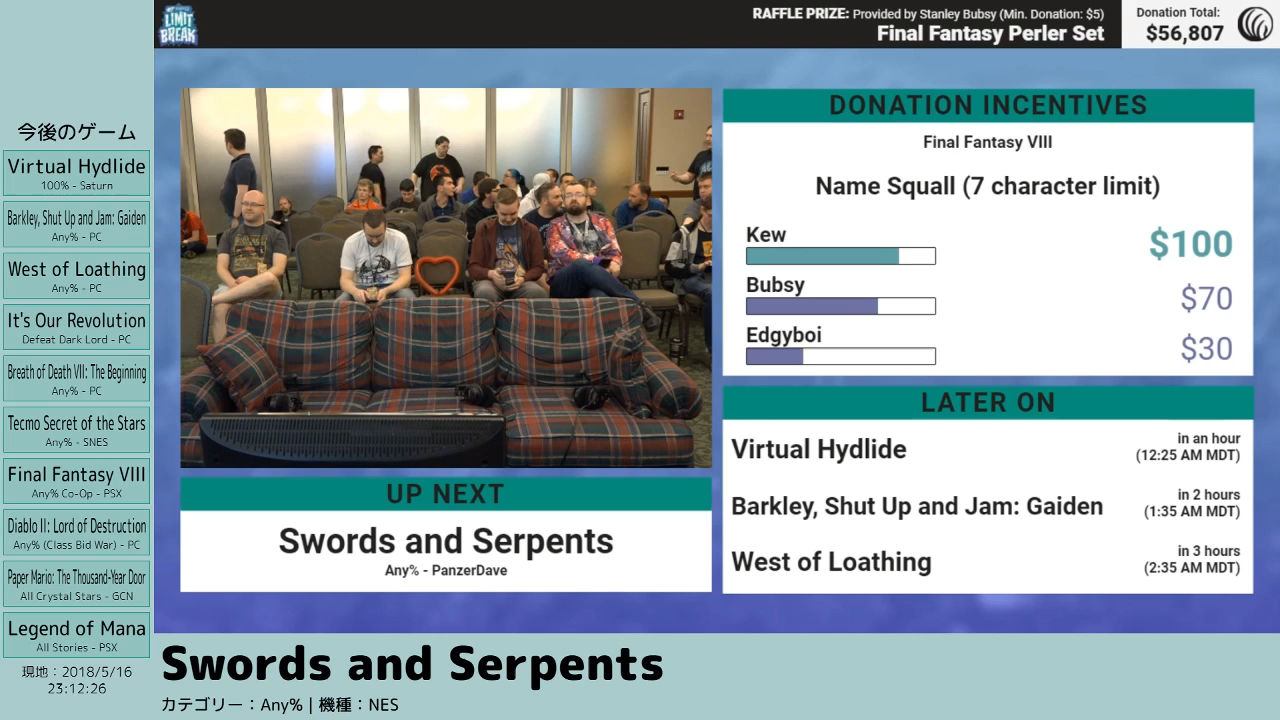 LIMIT
BREAK
RAFFLE PRIZE: Provided by Stanley Bubsy (Min. Donation: $5)
Final Fantasy Perler Set
Donation Total:
$56,807
今後のゲーム
Virtual Hydlide
100% - Saturn
Barkley, Shut Up and Jam: Gaiden
Any% - PC
West of Loathing
Any% - PC
It's Our Revolution
Defeat Dark Lord - PC
Breath of Death VII: The Beginning
Any% - PC
Tecmo Secret of the Stars
Any% - SNES
Final Fantasy VIII
Any% Co-Op - PSX
Diablo II: Lord of Destruction
Any% (Class Bid War) - PC
Paper Mario: The Thousand-Year Door
All Crystal Stars - GCN
Legend of Mana
All Stories - PSX
現地：2018/5/16
23:12:26
UP NEXT
Swords and Serpents
Any% - PanzerDave
DONATION INCENTIVES
Final Fantasy VIII
Name Squall (7 character limit)
Kew
$100
Bubsy
$70
Edgyboi
$30
LATER ON
Virtual Hydlide
in an hour
(12:25 AM MDT)
Barkley, Shut Up and Jam: Gaiden
in 2 hours
(1:35 AM MDT)
West of Loathing
in 3 hours
(2:35 AM MDT)
Swords and Serpents
カテゴリー：Any% | 機種：NES